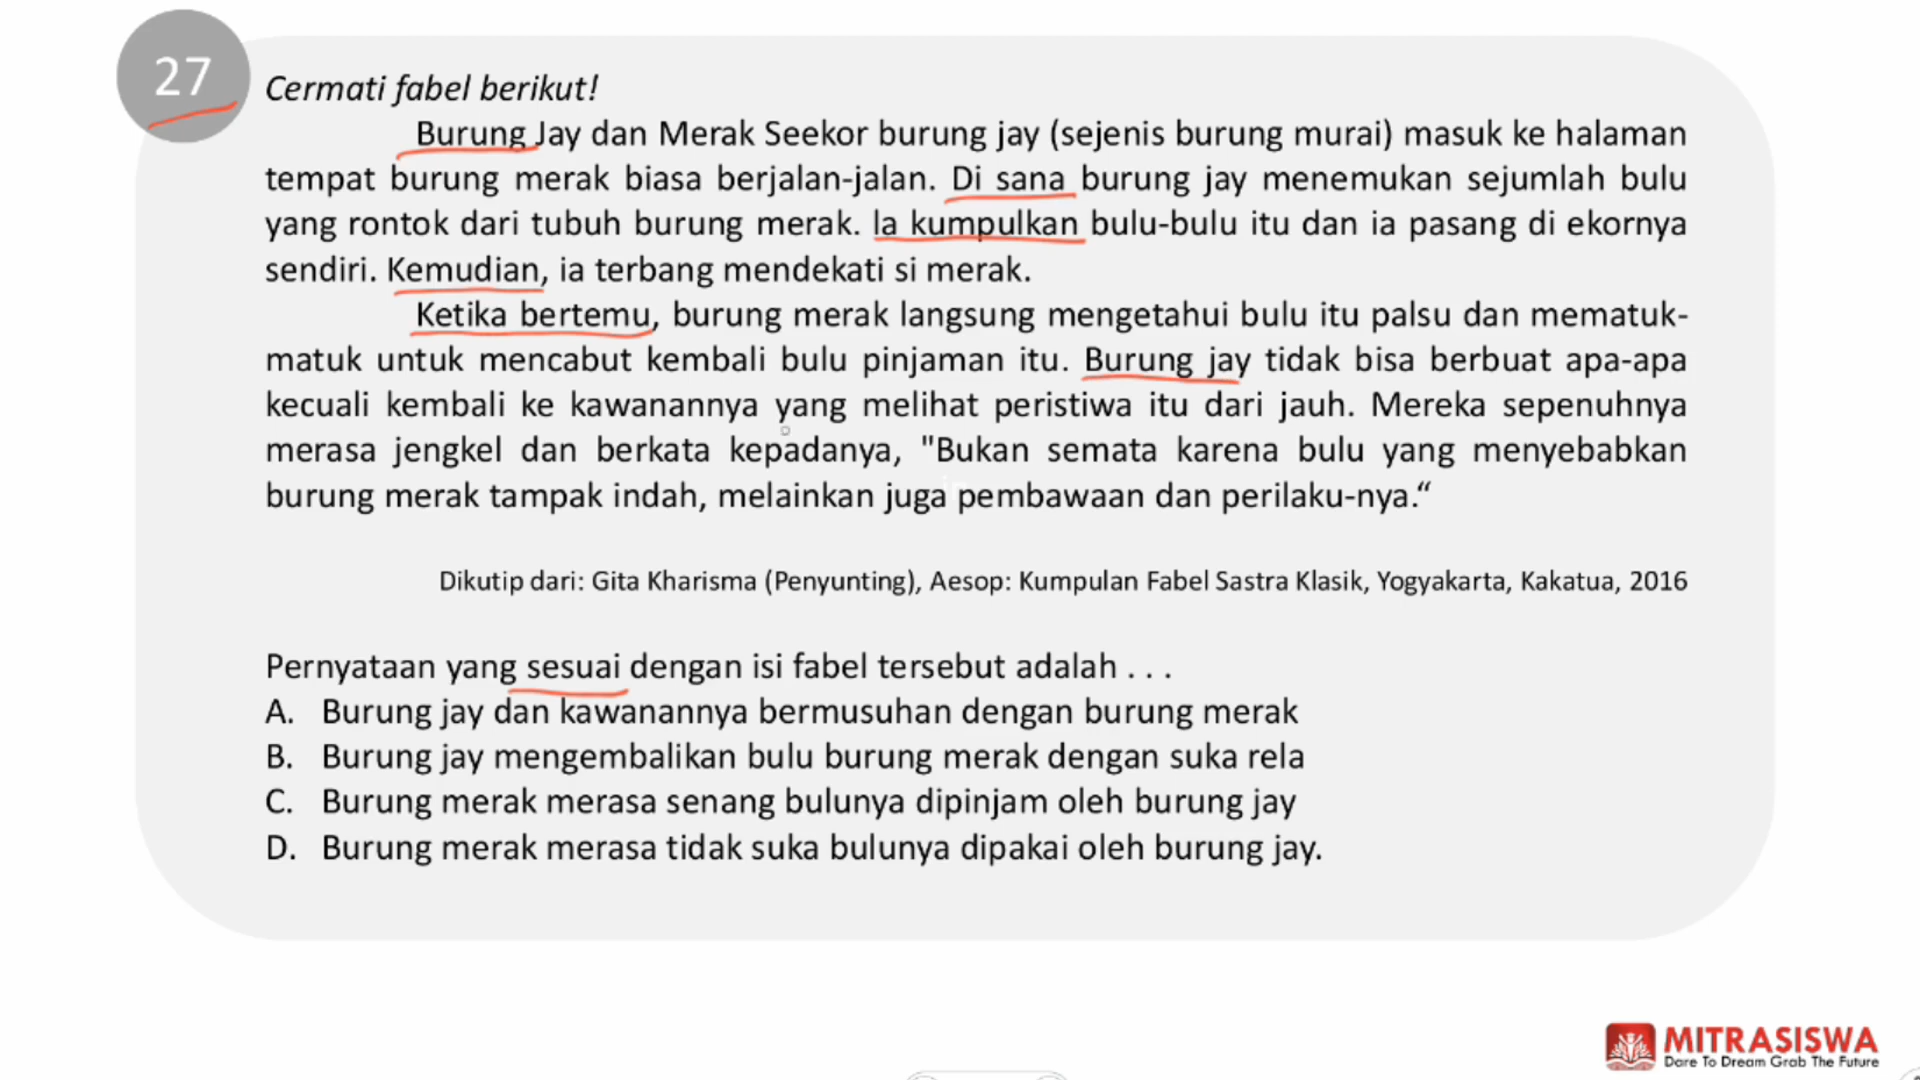 27
Cermati fabel berikut!
Burung Jay dan Merak Seekor burung jay (sejenis burung murai) masuk ke halaman
tempat burung merak biasa berjalan-jalan. Di sana burung jay menemukan sejumlah bulu
yang rontok dari tubuh burung merak. Ia kumpulkan bulu-bulu itu dan ia pasang di ekornya
sendiri. Kemudian, ia terbang mendekati si merak.
Ketika bertemu, burung merak langsung mengetahui bulu itu palsu dan mematuk-
matuk untuk mencabut kembali bulu pinjaman itu. Burung jay tidak bisa berbuat apa-apa
kecuali kembali ke kawanannya yang melihat peristiwa itu dari jauh. Mereka sepenuhnya
merasa jengkel dan berkata kepadanya, "Bukan semata karena bulu yang menyebabkan
burung merak tampak indah, melainkan juga pembawaan dan perilaku-nya.“
Dikutip dari: Gita Kharisma (Penyunting), Aesop: Kumpulan Fabel Sastra Klasik, Yogyakarta, Kakatua, 2016
Pernyataan yang sesuai dengan isi fabel tersebut adalah . . .
A. Burung jay dan kawanannya bermusuhan dengan burung merak
B. Burung jay mengembalikan bulu burung merak dengan suka rela
C. Burung merak merasa senang bulunya dipinjam oleh burung jay
D. Burung merak merasa tidak suka bulunya dipakai oleh burung jay.
MITRASISWA
Dare To Dream Grab The Future